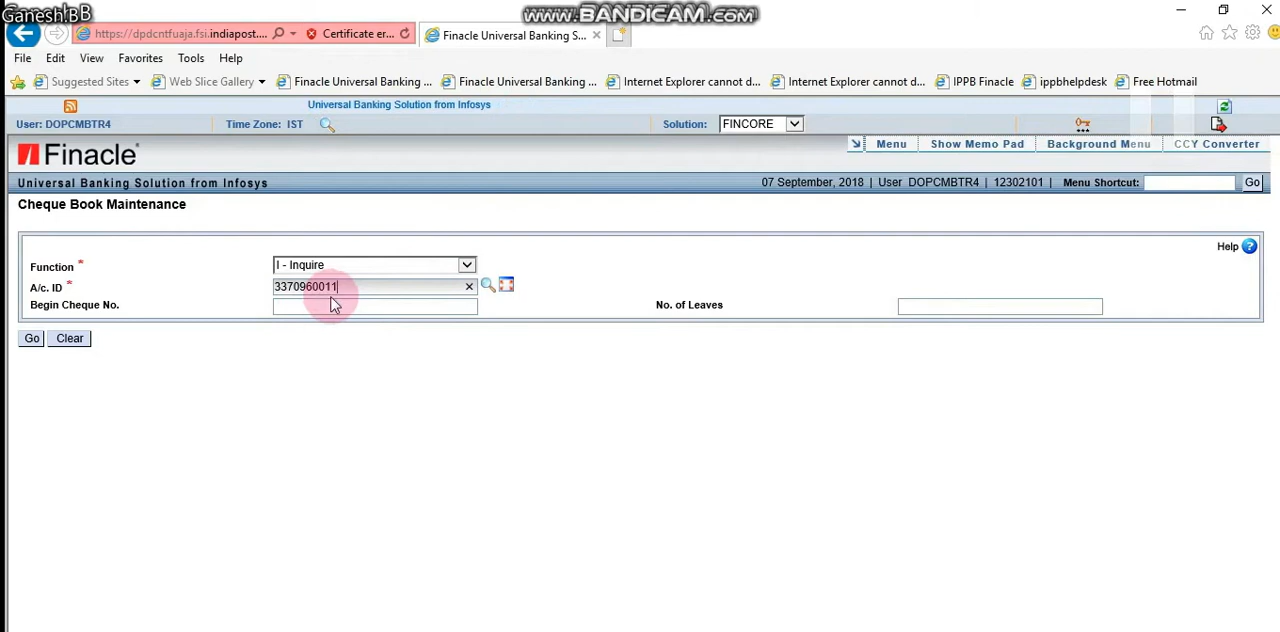 Ganesh BB
www.BANDICAM.com
https://dpdcntfuaja.fsi.indiapost.... Certificate er... Finacle Universal Banking S...
File Edit View Favorites Tools Help
Suggested Sites Web Slice Gallery Finacle Universal Banking ... Finacle Universal Banking ... Internet Explorer cannot d... Internet Explorer cannot d... IPPB Finacle ippbhelpdesk Free Hotmail
Universal Banking Solution from Infosys
User: DOPCMBTR4 Time Zone: IST Solution: FINCORE
Finacle Menu Show Memo Pad Background Menu CCY Converter
Universal Banking Solution from Infosys 07 September, 2018 | User DOPCMBTR4 | 12302101 | Menu Shortcut: Go
Cheque Book Maintenance
Help ?
Function * I - Inquire
A/c. ID * 3370960011
Begin Cheque No. No. of Leaves
Go Clear